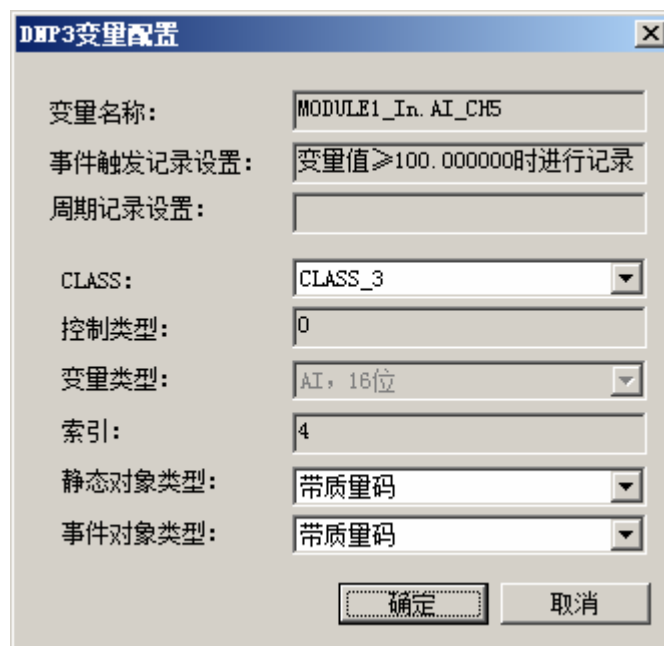 DNP3变量配置
变量名称: MODULE1_In.AI_CH5
事件触发记录设置: 变量值≥100.000000时进行记录
周期记录设置:
CLASS: CLASS_3
控制类型: 0
变量类型: AI, 16位
索引: 4
静态对象类型: 带质量码
事件对象类型: 带质量码
确定 取消